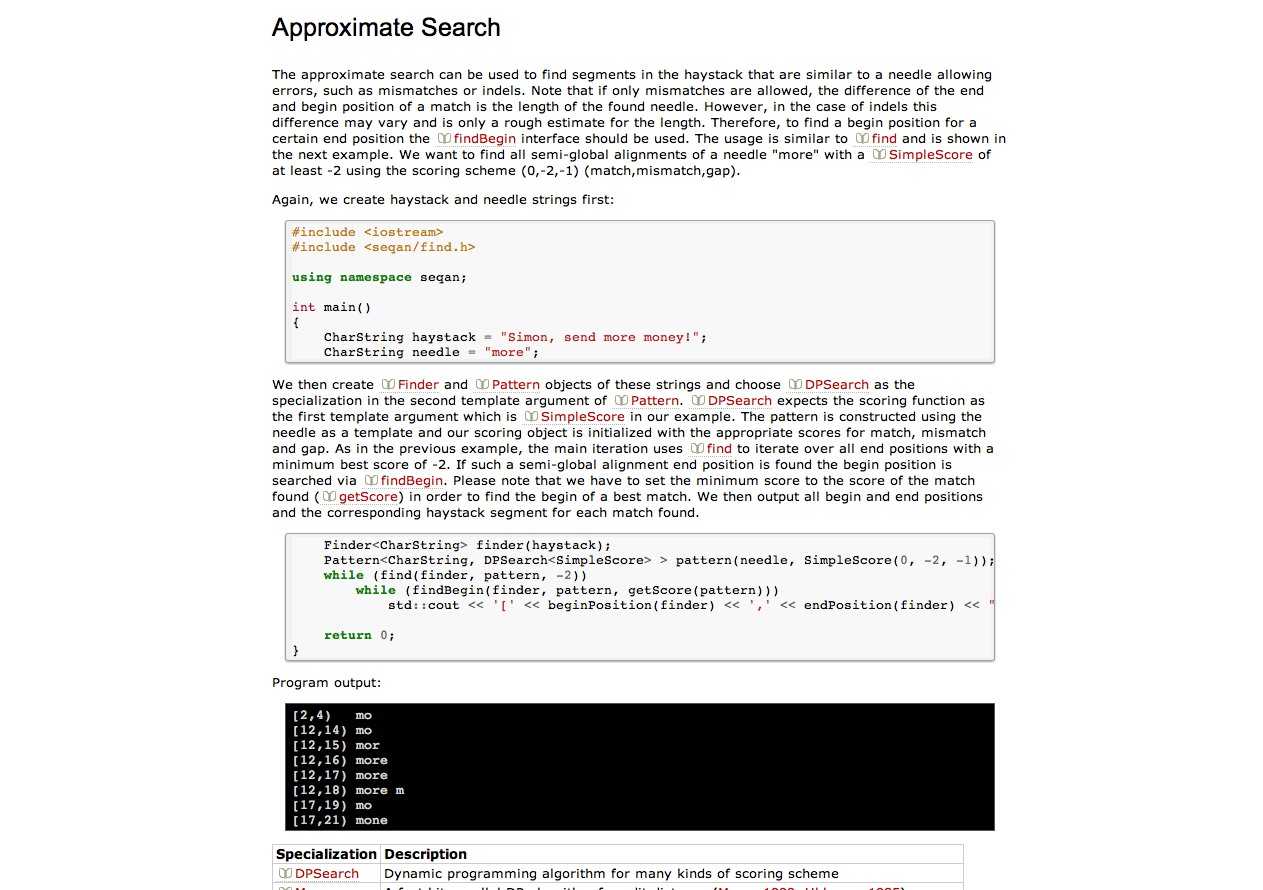 Approximate Search
The approximate search can be used to find segments in the haystack that are similar to a needle allowing
errors, such as mismatches or indels. Note that if only mismatches are allowed, the difference of the end
and begin position of a match is the length of the found needle. However, in the case of indels this
difference may vary and is only a rough estimate for the length. Therefore, to find a begin position for a
certain end position the findBegin interface should be used. The usage is similar to find and is shown in
the next example. We want to find all semi-global alignments of a needle "more" with a SimpleScore of
at least -2 using the scoring scheme (0,-2,-1) (match,mismatch,gap).
Again, we create haystack and needle strings first:
#include <iostream>
#include <seqan/find.h>
using namespace seqan;
int main()
{
    CharString haystack = "Simon, send more money!";
    CharString needle = "more";
We then create Finder and Pattern objects of these strings and choose DPSearch as the
specialization in the second template argument of Pattern. DPSearch expects the scoring function as
the first template argument which is SimpleScore in our example. The pattern is constructed using the
needle as a template and our scoring object is initialized with the appropriate scores for match, mismatch
and gap. As in the previous example, the main iteration uses find to iterate over all end positions with a
minimum best score of -2. If such a semi-global alignment end position is found the begin position is
searched via findBegin. Please note that we have to set the minimum score to the score of the match
found (getScore) in order to find the begin of a best match. We then output all begin and end positions
and the corresponding haystack segment for each match found.
    Finder<CharString> finder(haystack);
    Pattern<CharString, DPSearch<SimpleScore> > pattern(needle, SimpleScore(0, -2, -1));
    while (find(finder, pattern, -2))
        while (findBegin(finder, pattern, getScore(pattern)))
            std::cout << '[' << beginPosition(finder) << ',' << endPosition(finder) << "
    return 0;
}
Program output:
[2,4)   mo
[12,14) mo
[12,15) mor
[12,16) more
[12,17) more
[12,18) more m
[17,19) mo
[17,21) mone
Specialization Description
DPSearch Dynamic programming algorithm for many kinds of scoring scheme